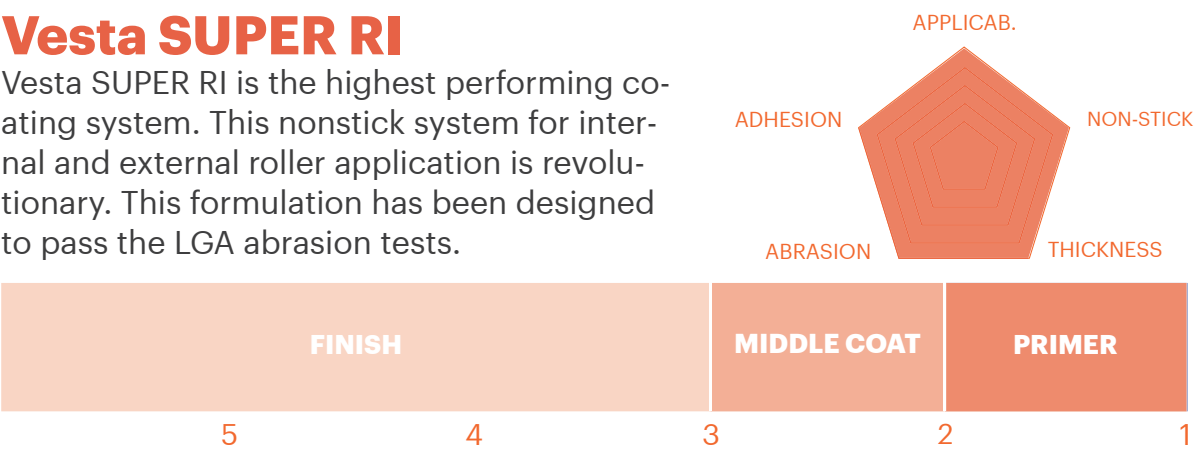 Vesta SUPER RI
Vesta SUPER RI is the highest performing co-
ating system. This nonstick system for inter-
nal and external roller application is revolu-
tionary. This formulation has been designed
to pass the LGA abrasion tests.
APPLICAB.
ADHESION
NON-STICK
ABRASION
THICKNESS
FINISH
MIDDLE COAT
PRIMER
5
4
3
2
1